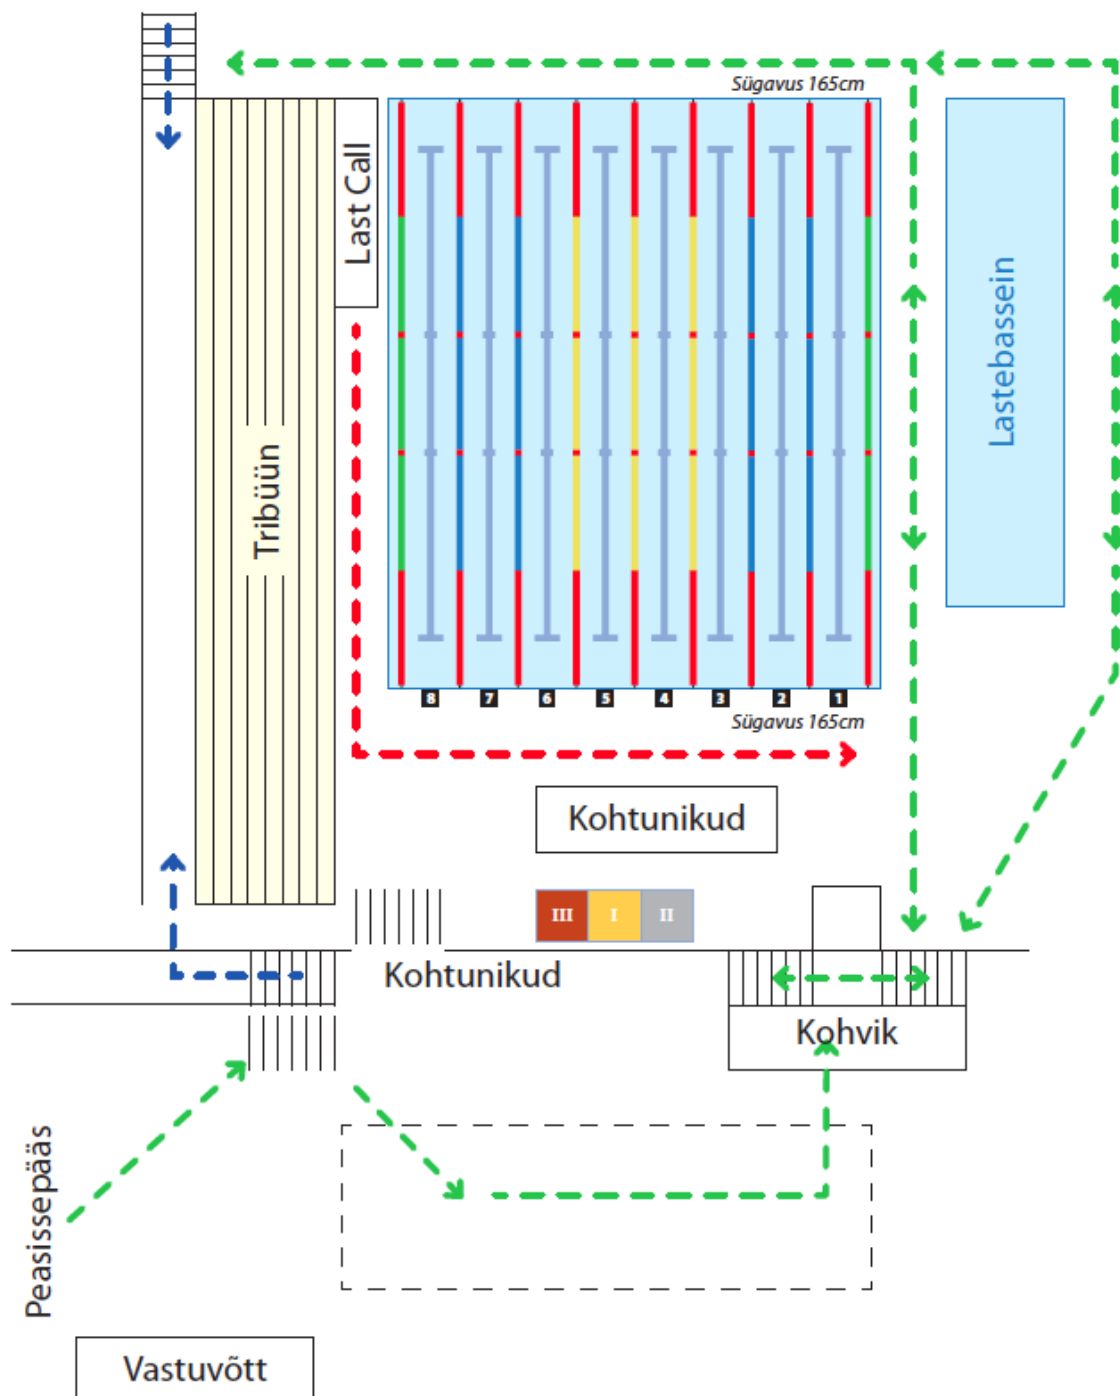 Sügavus 165cm
Last Call
Lastebassein
Tribüün
8 7 6 5 4 3 2 1
Sügavus 165cm
Kohtunikud
III I II
Kohtunikud
Kohvik
Peasissepääs
Vastuvõtt